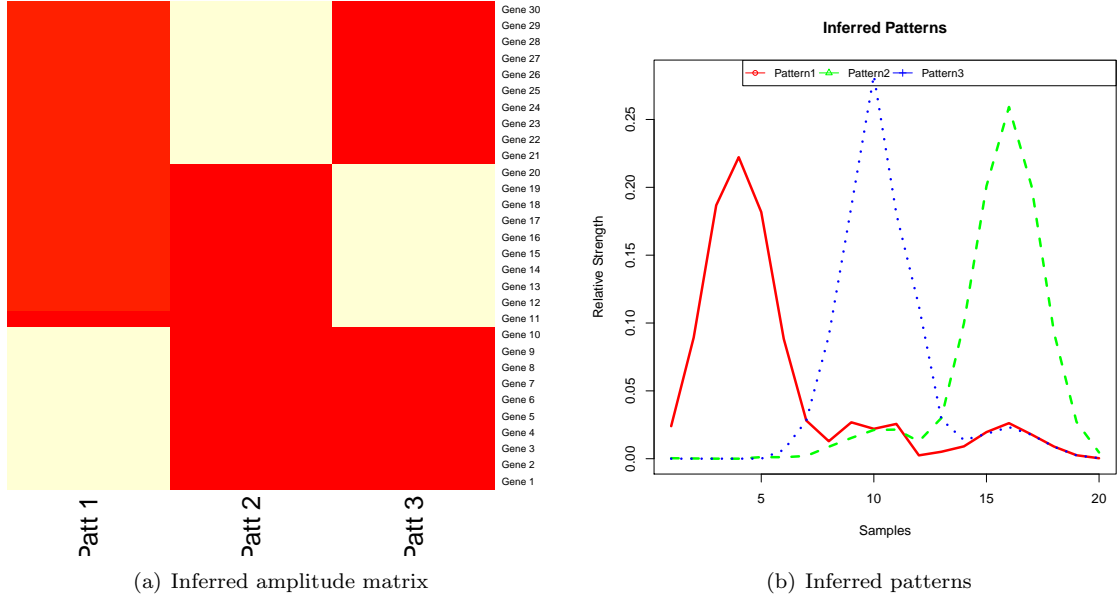 Gene 30
Gene 29
Gene 28
Gene 27
Gene 26
Gene 25
Gene 24
Gene 23
Gene 22
Gene 21
Gene 20
Gene 19
Gene 18
Gene 17
Gene 16
Gene 15
Gene 14
Gene 13
Gene 12
Gene 11
Gene 10
Gene 9
Gene 8
Gene 7
Gene 6
Gene 5
Gene 4
Gene 3
Gene 2
Gene 1
Patt 1
Patt 2
Patt 3
(a) Inferred amplitude matrix
Inferred Patterns
Pattern1 Pattern2 Pattern3
Relative Strength
0.25
0.20
0.15
0.10
0.05
0.00
5 10 15 20
Samples
(b) Inferred patterns